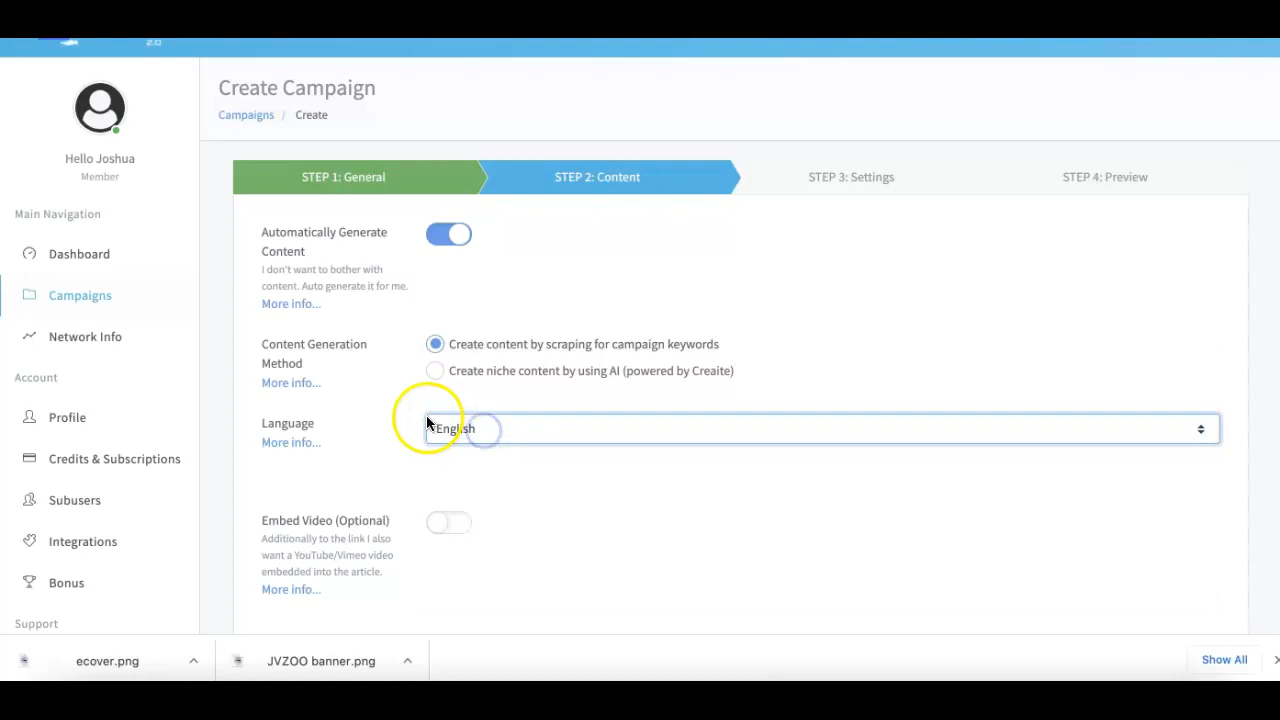 2.0
Create Campaign
Campaigns / Create
Hello Joshua
Member
STEP 1: General
STEP 2: Content
STEP 3: Settings
STEP 4: Preview
Main Navigation
Dashboard
Campaigns
Network Info
Account
Profile
Credits & Subscriptions
Subusers
Integrations
Bonus
Support
Automatically Generate
Content
I don't want to bother with
content. Auto generate it for me.
More info...
Content Generation
Method
More info...
Create content by scraping for campaign keywords
Create niche content by using AI (powered by Creaite)
Language
More info...
English
Embed Video (Optional)
Additionally to the link I also
want a YouTube/Vimeo video
embedded into the article.
More info...
ecover.png
JVZOO banner.png
Show All